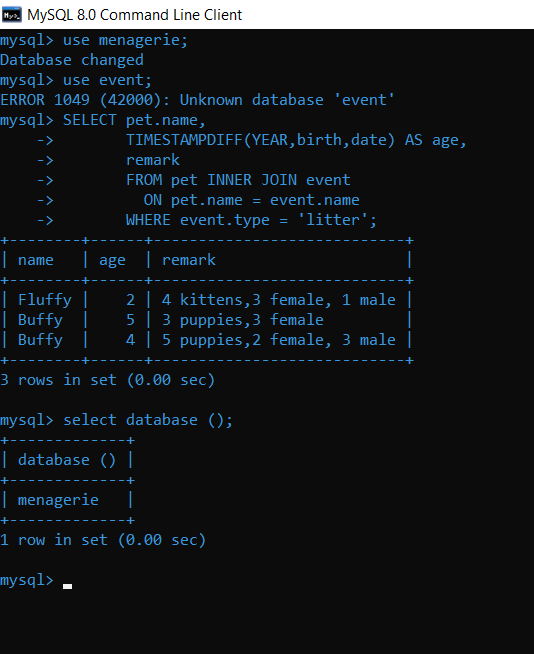 MySQL 8.0 Command Line Client
mysql> use menagerie;
Database changed
mysql> use event;
ERROR 1049 (42000): Unknown database 'event'
mysql> SELECT pet.name,
    ->        TIMESTAMPDIFF(YEAR,birth,date) AS age,
    ->        remark
    ->        FROM pet INNER JOIN event
    ->          ON pet.name = event.name
    ->        WHERE event.type = 'litter';
+--------+------+----------------------------+
| name   | age  | remark                     |
+--------+------+----------------------------+
| Fluffy |    2 | 4 kittens,3 female, 1 male |
| Buffy  |    5 | 3 puppies,3 female         |
| Buffy  |    4 | 5 puppies,2 female, 3 male |
+--------+------+----------------------------+
3 rows in set (0.00 sec)

mysql> select database ();
+-------------+
| database () |
+-------------+
| menagerie   |
+-------------+
1 row in set (0.00 sec)

mysql>